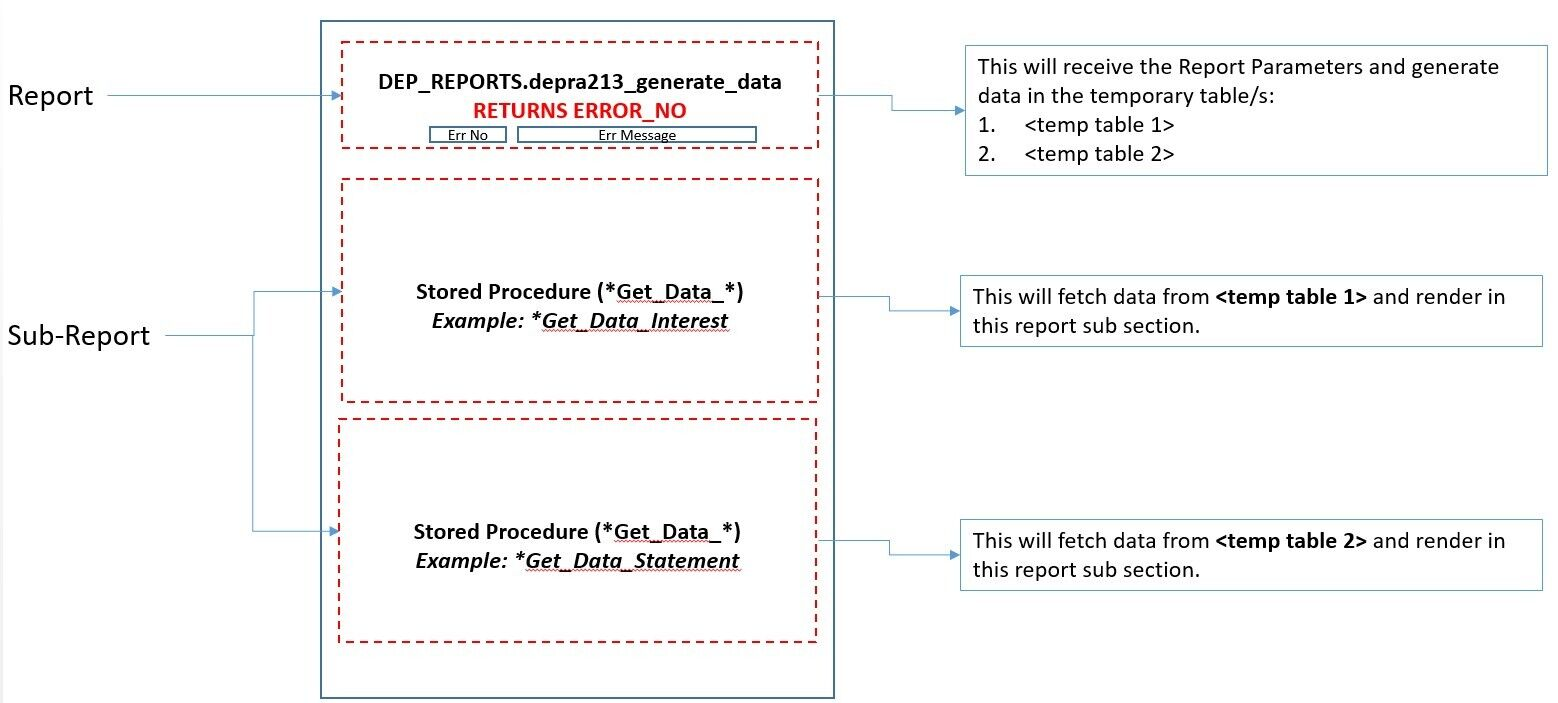 Report
DEP_REPORTS.depra213_generate_data
RETURNS ERROR_NO
Err No
Err Message
This will receive the Report Parameters and generate
data in the temporary table/s:
1. <temp table 1>
2. <temp table 2>
Sub-Report
Stored Procedure (*Get_Data_*)
Example: *Get_Data_Interest
This will fetch data from <temp table 1> and render in
this report sub section.
Stored Procedure (*Get_Data_*)
Example: *Get_Data_Statement
This will fetch data from <temp table 2> and render in
this report sub section.